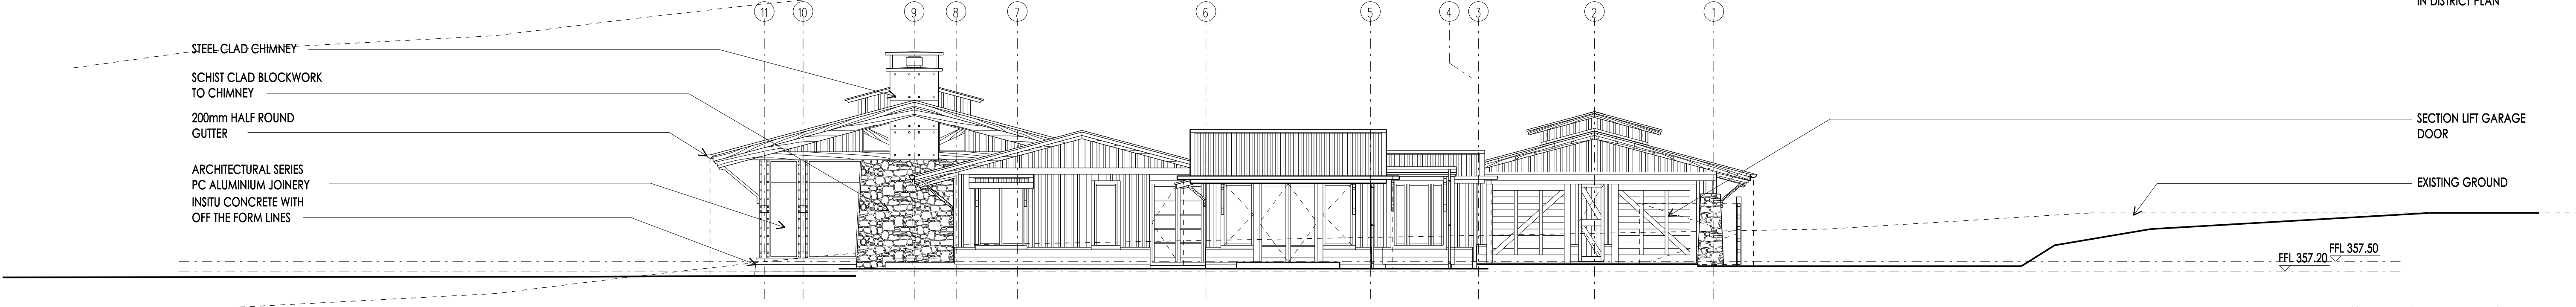 IN DISTRICT PLAN
11 10 9 8 7 6 5 4 3 2 1
STEEL CLAD CHIMNEY
SCHIST CLAD BLOCKWORK
TO CHIMNEY
200mm HALF ROUND
GUTTER
ARCHITECTURAL SERIES
PC ALUMINIUM JOINERY
INSITU CONCRETE WITH
OFF THE FORM LINES
SECTION LIFT GARAGE
DOOR
EXISTING GROUND
FFL 357.50
FFL 357.20